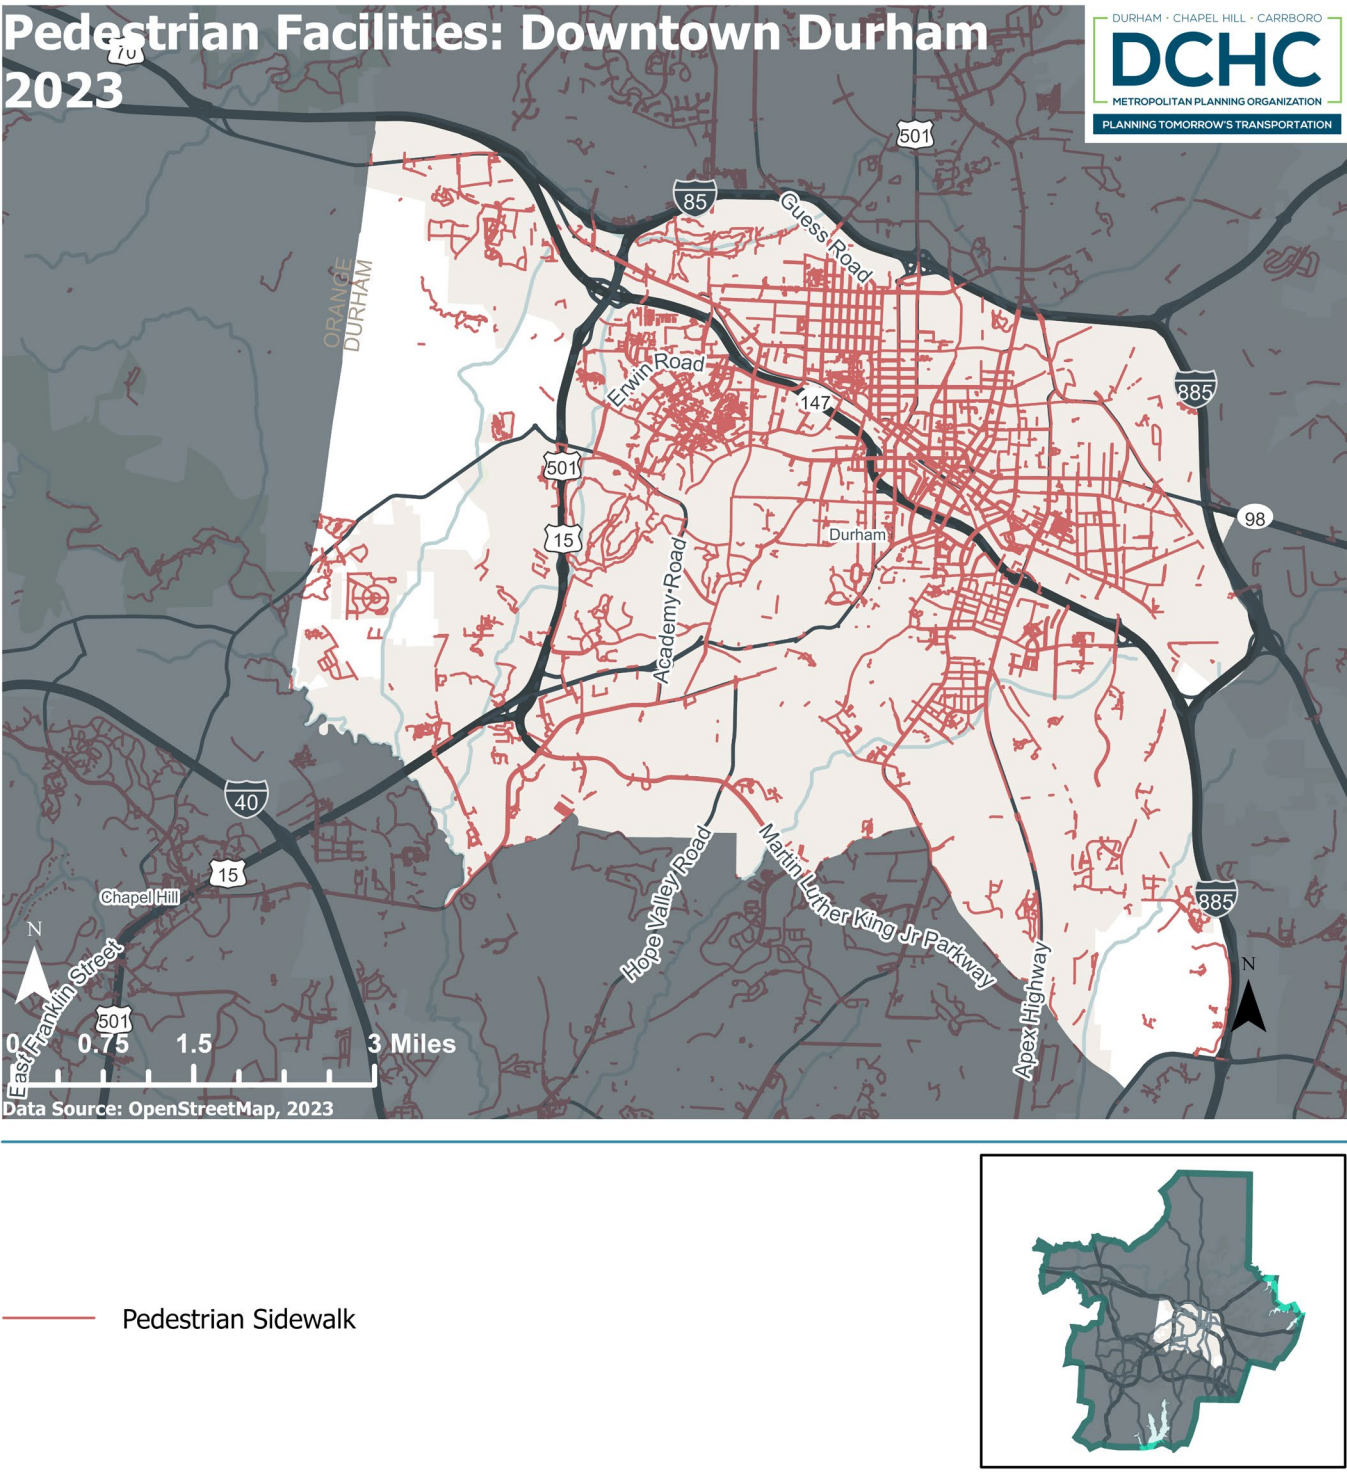 Pedestrian Facilities: Downtown Durham
2023
DURHAM · CHAPEL HILL · CARRBORO
DCHC
METROPOLITAN PLANNING ORGANIZATION
PLANNING TOMORROW'S TRANSPORTATION
70
501
85
Guess Road
ORANGE
DURHAM
Erwin Road
147
885
501
98
15
Durham
Academy Road
40
15
Chapel Hill
Hope Valley Road
Martin Luther King Jr Parkway
885
Apex Highway
N
N
East Franklin Street
501
0 0.75 1.5 3 Miles
Data Source: OpenStreetMap, 2023
Pedestrian Sidewalk